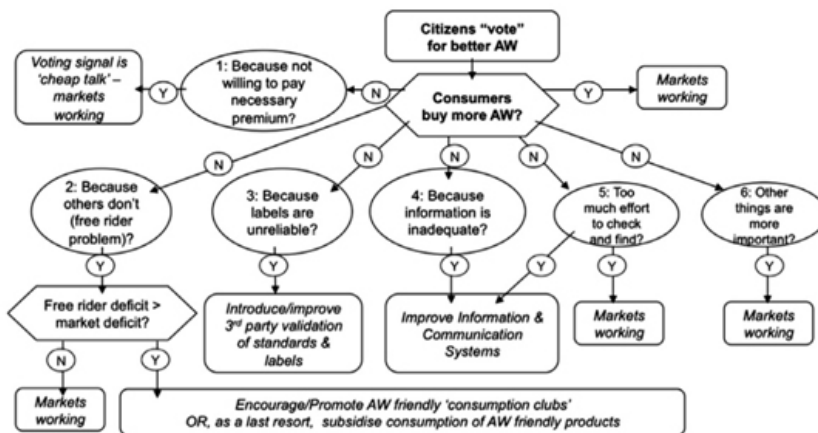 Citizens “vote”
for better AW
Voting signal is
‘cheap talk’ –
markets
working
Y
1: Because not
willing to pay
necessary
premium?
N
Consumers
buy more AW?
Y
Markets
working
N
N
N
N
N
2: Because
others don’t
(free rider
problem)?
3: Because
labels are
unreliable?
4: Because
information is
inadequate?
5: Too
much effort
to check
and find?
6: Other
things are
more
important?
Y
Y
Y
Y
Y
Y
Free rider deficit >
market deficit?
Introduce/improve
3rd party validation
of standards &
labels
Improve Information &
Communication
Systems
Markets
working
Markets
working
N
Y
Markets
working
Encourage/Promote AW friendly ‘consumption clubs’
OR, as a last resort, subsidise consumption of AW friendly products